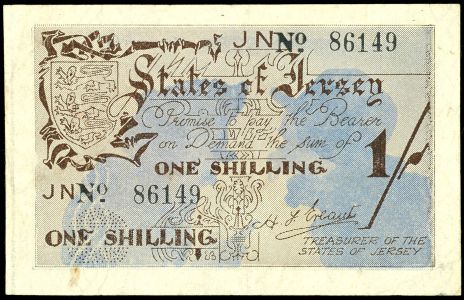 JN No 86149
States of Jersey
Promise to pay the Bearer
on Demand the sum of
ONE SHILLING
1/-
JN No 86149
ONE SHILLING
TREASURER OF THE
STATES OF JERSEY